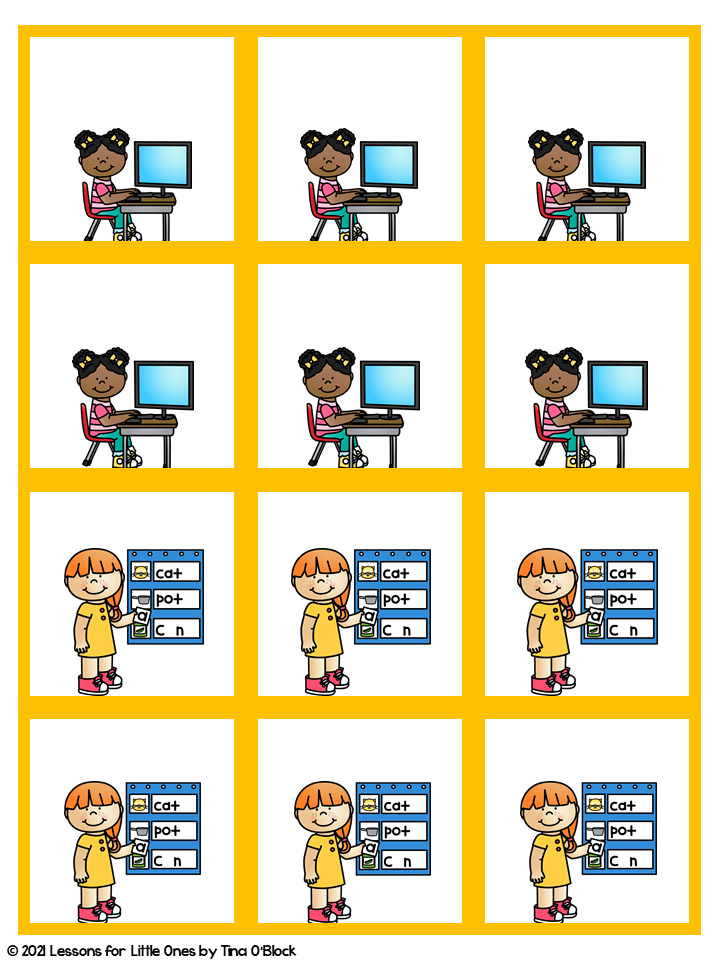 cat
pot
a
c n
cat
pot
a
c n
cat
pot
a
c n
cat
pot
a
c n
cat
pot
a
c n
cat
pot
a
c n
© 2021 Lessons for Little Ones by Tina O'Block